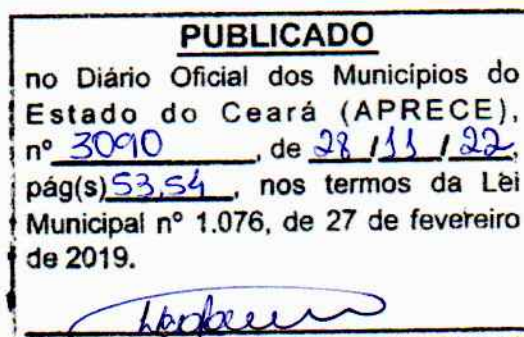 PUBLICADO
no Diário Oficial dos Municípios do
Estado do Ceará (APRECE),
nº 3090, de 28/11/22,
pág(s) 53,54, nos termos da Lei
Municipal nº 1.076, de 27 de fevereiro
de 2019.